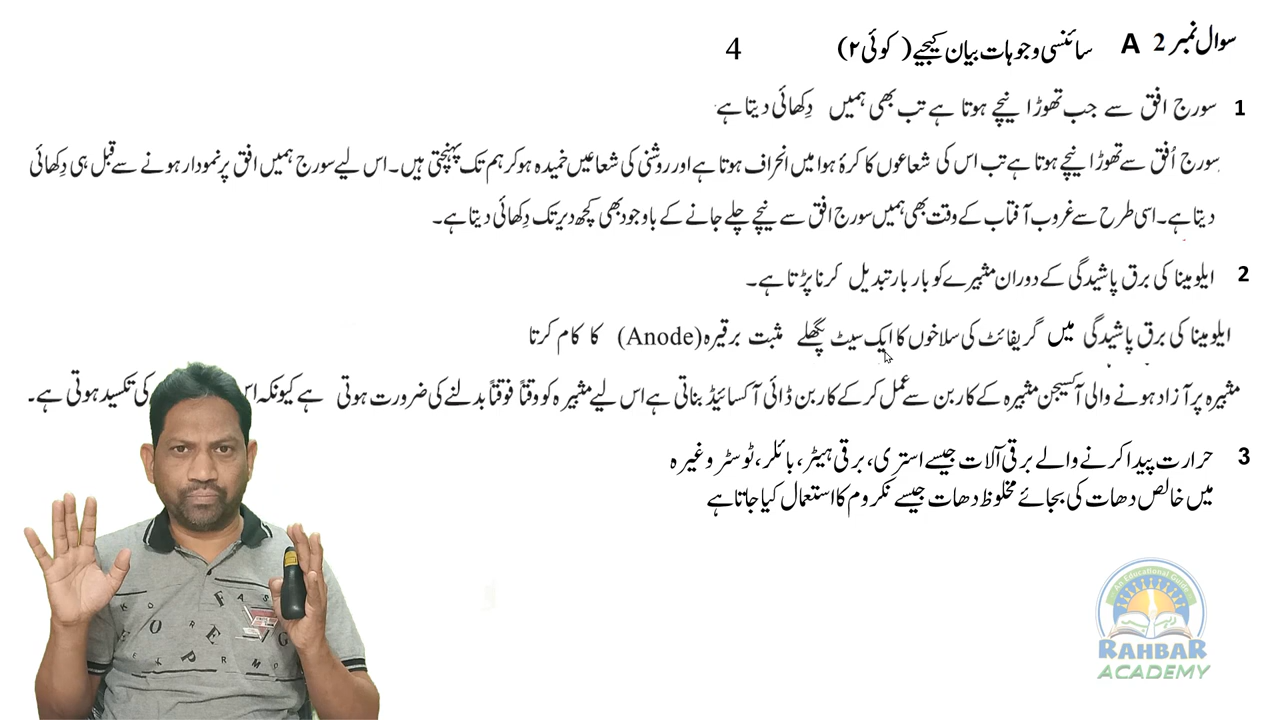 سوال نمبر 2 A سائنسی وجوہات بیان کیجیے (کوئی ۲) 4
1 سورج افق سے جب تھوڑا نیچے ہوتا ہے تب بھی ہمیں دِکھائی دیتا ہے
سورج اُفق سے تھوڑا نیچے ہوتا ہے تب اس کی شعاعوں کا کرۂ ہوا میں انحراف ہوتا ہے اور روشنی کی شعاعیں خمیدہ ہو کر ہم تک پہنچتی ہیں۔ اس لیے سورج ہمیں افق پر نمودار ہونے سے قبل ہی دِکھائی
دیتا ہے۔ اسی طرح سے غروب آفتاب کے وقت بھی ہمیں سورج افق سے نیچے چلے جانے کے باوجود بھی کچھ دیر تک دِکھائی دیتا ہے۔
2 ایلومینا کی برق پاشیدگی کے دوران مثبیرے کو بار بار تبدیل کرنا پڑتا ہے۔
ایلومینا کی برق پاشیدگی میں گریفائٹ کی سلاخوں کا ایک سیٹ پگھلے مثبت برقیرہ (Anode) کا کام کرتا
مثبیرہ پر آزاد ہونے والی آکسیجن مثبیرہ کے کاربن سے عمل کر کے کاربن ڈائی آکسائیڈ بناتی ہے اس لیے مثبیرہ کو وقتاً فوقتاً بدلنے کی ضرورت ہوتی ہے کیونکہ اس کی تکسید ہوتی ہے۔
3 حرارت پیدا کرنے والے برقی آلات جیسے استری، برقی ہیٹر، بائلر، ٹوسٹر وغیرہ
میں خالص دھات کی بجائے مخلوط دھات جیسے نکروم کا استعمال کیا جاتا ہے
An Educational Guide
رہبر
RAHBAR
ACADEMY